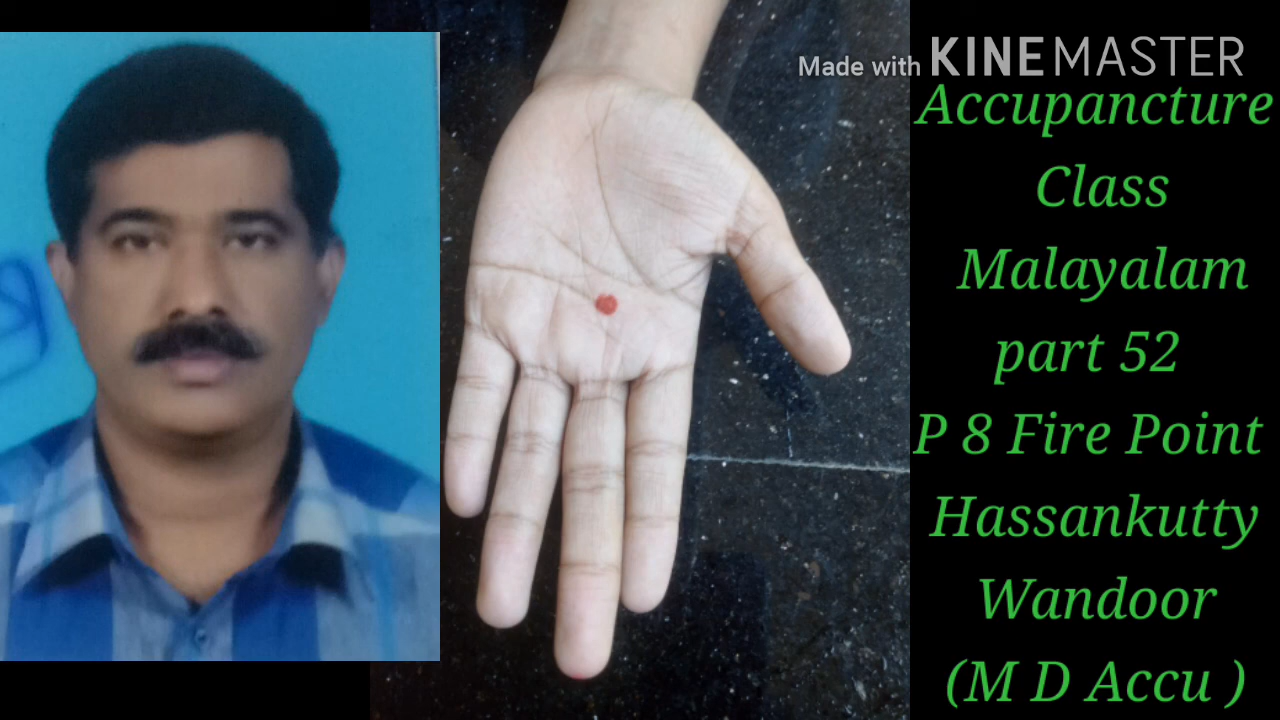 Made with KINEMASTER
Accupancture
Class
Malayalam
part 52
P 8 Fire Point
Hassankutty
Wandoor
(M D Accu )